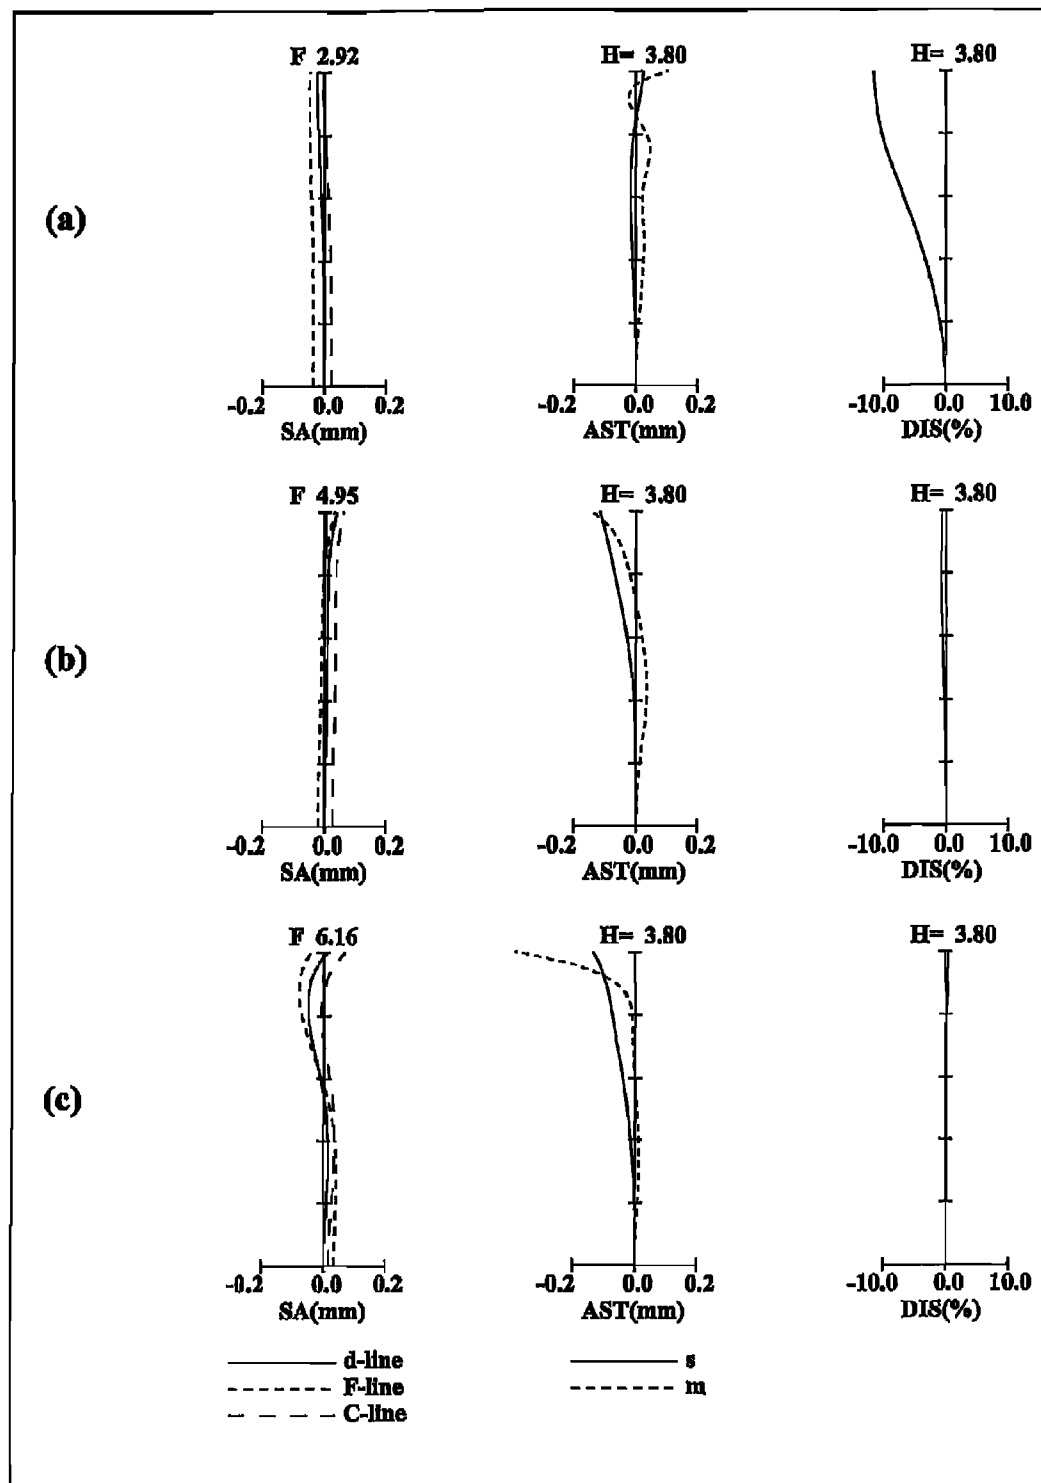 (a)
F 2.92
H= 3.80
H= 3.80
-0.2 0.0 0.2
SA(mm)
-0.2 0.0 0.2
AST(mm)
-10.0 0.0 10.0
DIS(%)
(b)
F 4.95
H= 3.80
H= 3.80
-0.2 0.0 0.2
SA(mm)
-0.2 0.0 0.2
AST(mm)
-10.0 0.0 10.0
DIS(%)
(c)
F 6.16
H= 3.80
H= 3.80
-0.2 0.0 0.2
SA(mm)
-0.2 0.0 0.2
AST(mm)
-10.0 0.0 10.0
DIS(%)
d-line
F-line
C-line
s
m